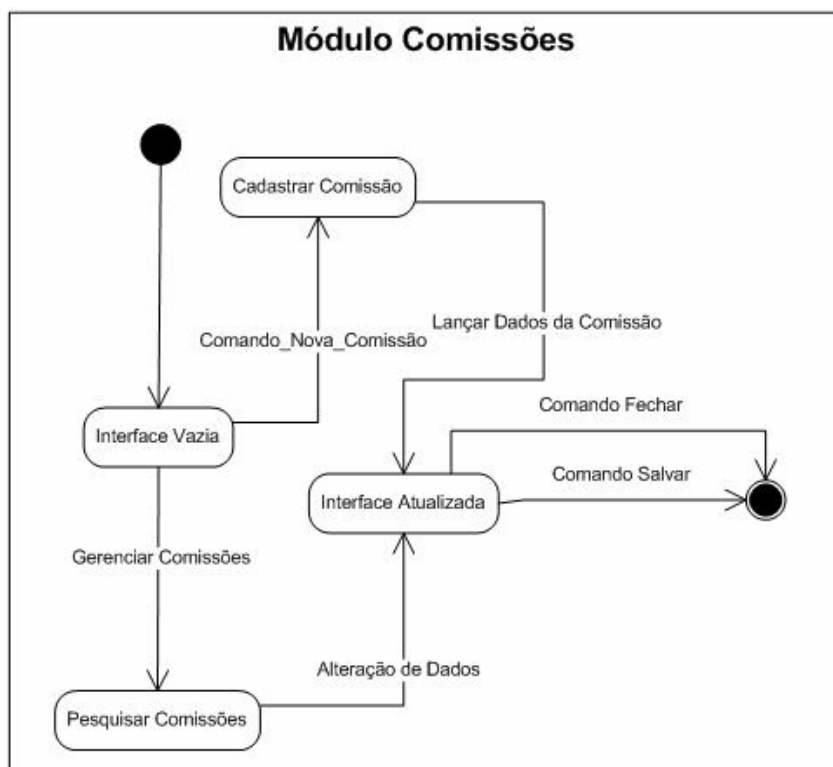 Módulo Comissões
Cadastrar Comissão
Lançar Dados da Comissão
Comando_Nova_Comissão
Comando Fechar
Interface Vazia
Comando Salvar
Interface Atualizada
Gerenciar Comissões
Alteração de Dados
Pesquisar Comissões